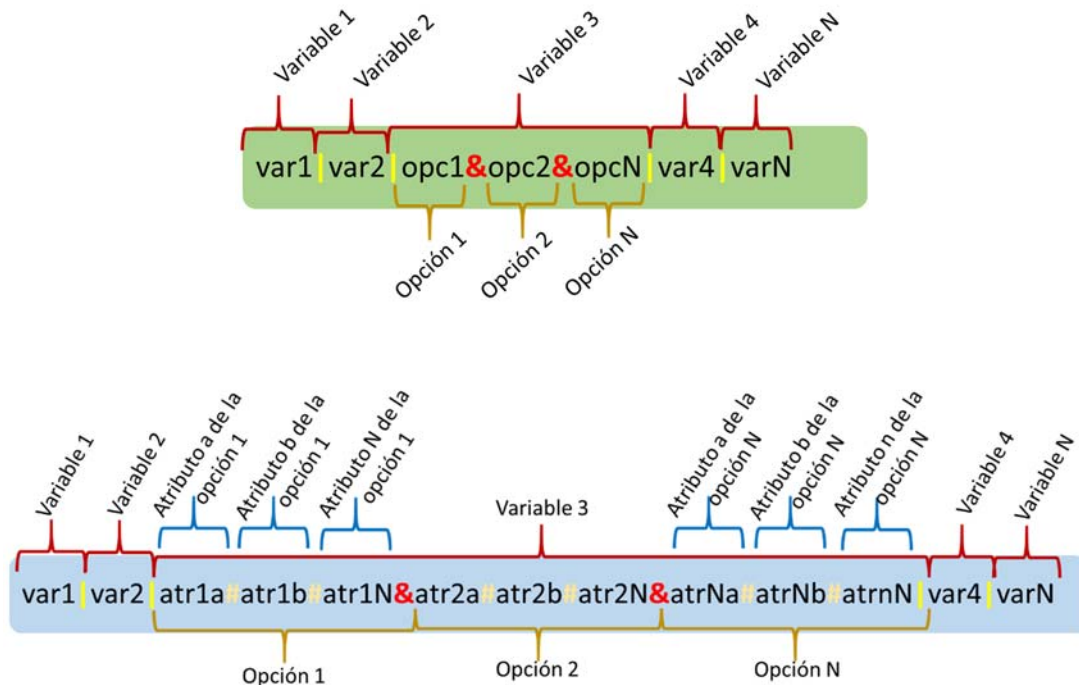 Variable 1
Variable 2
Variable 3
Variable 4
Variable N
var1|var2|opc1&opc2&opcN|var4|varN
Opción 1
Opción 2
Opción N
Variable 1
Variable 2
Atributo a de la
opción 1
Atributo b de la
opción 1
Atributo N de la
opción 1
Variable 3
Atributo a de la
opción N
Atributo b de la
opción N
Atributo n de la
opción N
Variable 4
Variable N
var1|var2|atr1a#atr1b#atr1N&atr2a#atr2b#atr2N&atrNa#atrNb#atrnN|var4|varN
Opción 1
Opción 2
Opción N